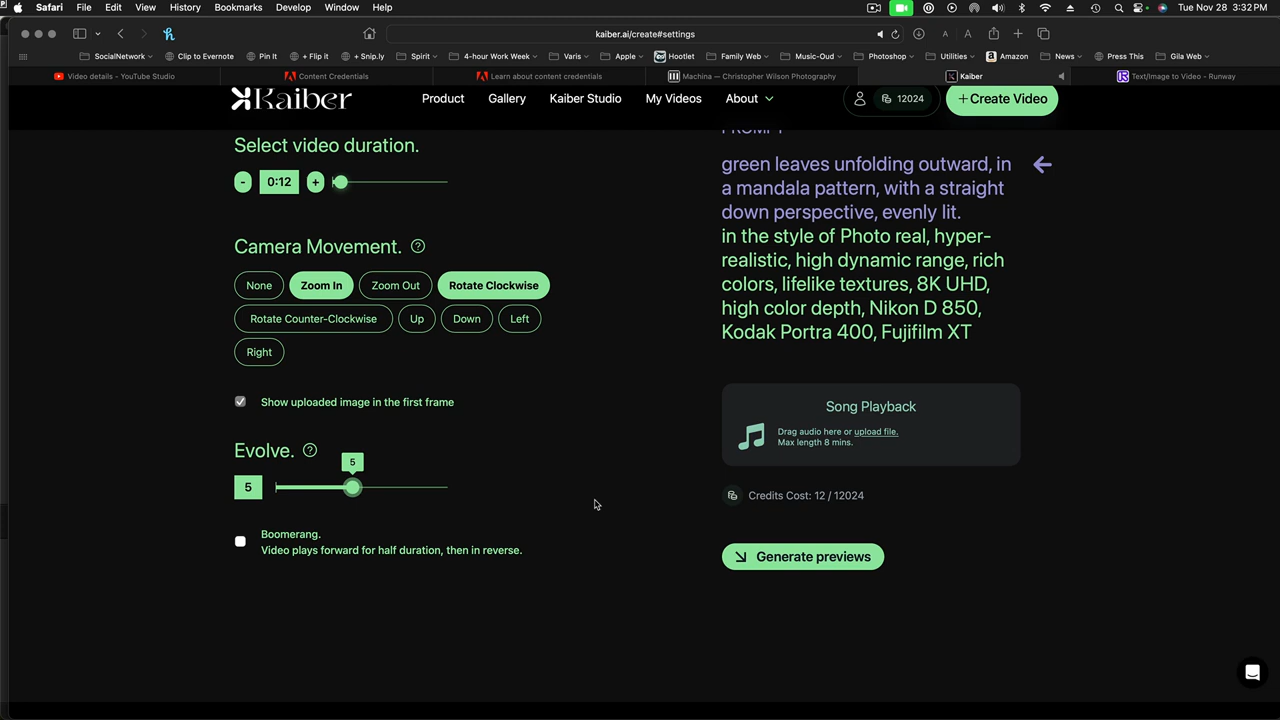 Safari File Edit View History Bookmarks Develop Window Help Tue Nov 28 3:32 PM
kaiber.ai/create#settings A A
SocialNetwork Clip to Evernote Pin It + Flip it + Snip.ly Spirit 4-hour Work Week Varis Apple Hootlet Family Web Music-Oud Photoshop Utilities Amazon News Press This Gila Web
Video details - YouTube Studio Content Credentials Learn about content credentials Machina — Christopher Wilson Photography Kaiber Text/Image to Video - Runway
Kaiber Product Gallery Kaiber Studio My Videos About 12024 +Create Video
Select video duration.
- 0:12 +
Camera Movement. ?
None Zoom In Zoom Out Rotate Clockwise
Rotate Counter-Clockwise Up Down Left
Right
Show uploaded image in the first frame
Evolve. ?
5
5
Boomerang.
Video plays forward for half duration, then in reverse.
PROMPT
green leaves unfolding outward, in
a mandala pattern, with a straight
down perspective, evenly lit.
in the style of Photo real, hyper-
realistic, high dynamic range, rich
colors, lifelike textures, 8K UHD,
high color depth, Nikon D 850,
Kodak Portra 400, Fujifilm XT
Song Playback
Drag audio here or upload file.
Max length 8 mins.
Credits Cost: 12 / 12024
Generate previews